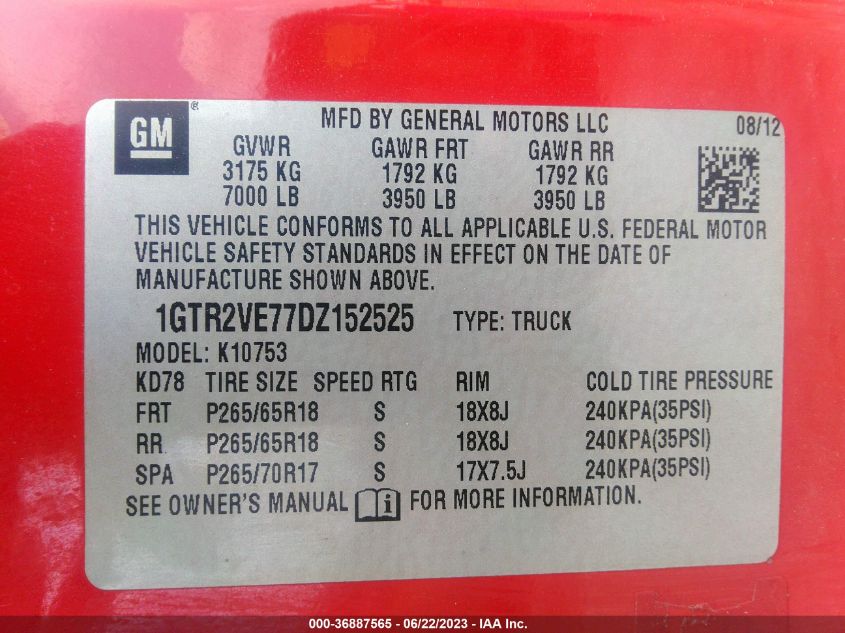 GM ®
MFD BY GENERAL MOTORS LLC 08/12
GVWR GAWR FRT GAWR RR
3175 KG 1792 KG 1792 KG
7000 LB 3950 LB 3950 LB
THIS VEHICLE CONFORMS TO ALL APPLICABLE U.S. FEDERAL MOTOR
VEHICLE SAFETY STANDARDS IN EFFECT ON THE DATE OF
MANUFACTURE SHOWN ABOVE.
1GTR2VE77DZ152525 TYPE: TRUCK
MODEL: K10753
KD78 TIRE SIZE SPEED RTG RIM COLD TIRE PRESSURE
FRT P265/65R18 S 18X8J 240KPA(35PSI)
RR P265/65R18 S 18X8J 240KPA(35PSI)
SPA P265/70R17 S 17X7.5J 240KPA(35PSI)
SEE OWNER'S MANUAL i FOR MORE INFORMATION.
000-36887565 - 06/22/2023 - IAA Inc.